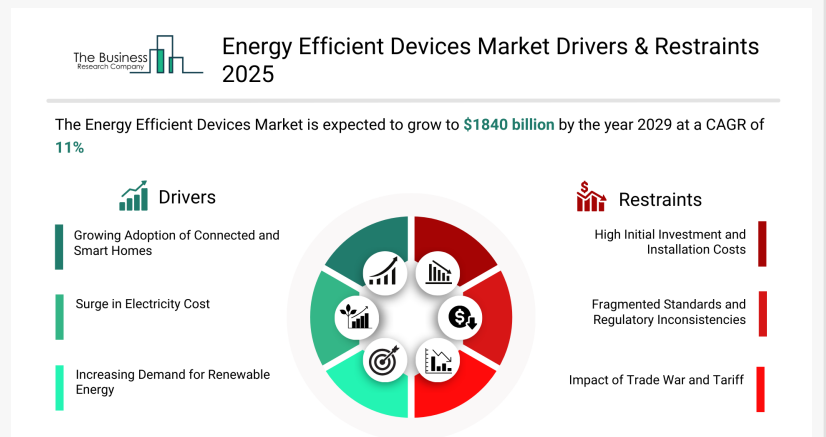 The Business
Research Company
Energy Efficient Devices Market Drivers & Restraints
2025
The Energy Efficient Devices Market is expected to grow to $1840 billion by the year 2029 at a CAGR of
11%
Drivers
Growing Adoption of Connected and
Smart Homes
Surge in Electricity Cost
Increasing Demand for Renewable
Energy
$
Restraints
High Initial Investment and
Installation Costs
Fragmented Standards and
Regulatory Inconsistencies
Impact of Trade War and Tariff
$